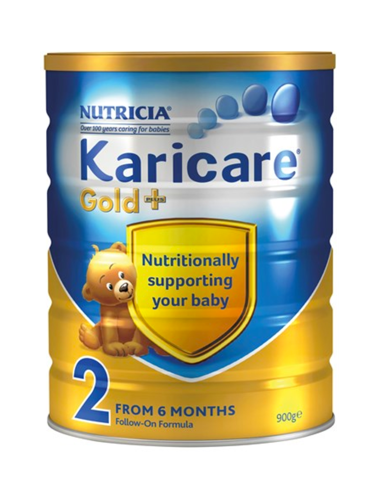 NUTRICIA®
Over 100 years caring for babies
Karicare®
Gold +
PLUS
Nutritionally
supporting
your baby
2
FROM 6 MONTHS
Follow-On Formula
900g℮